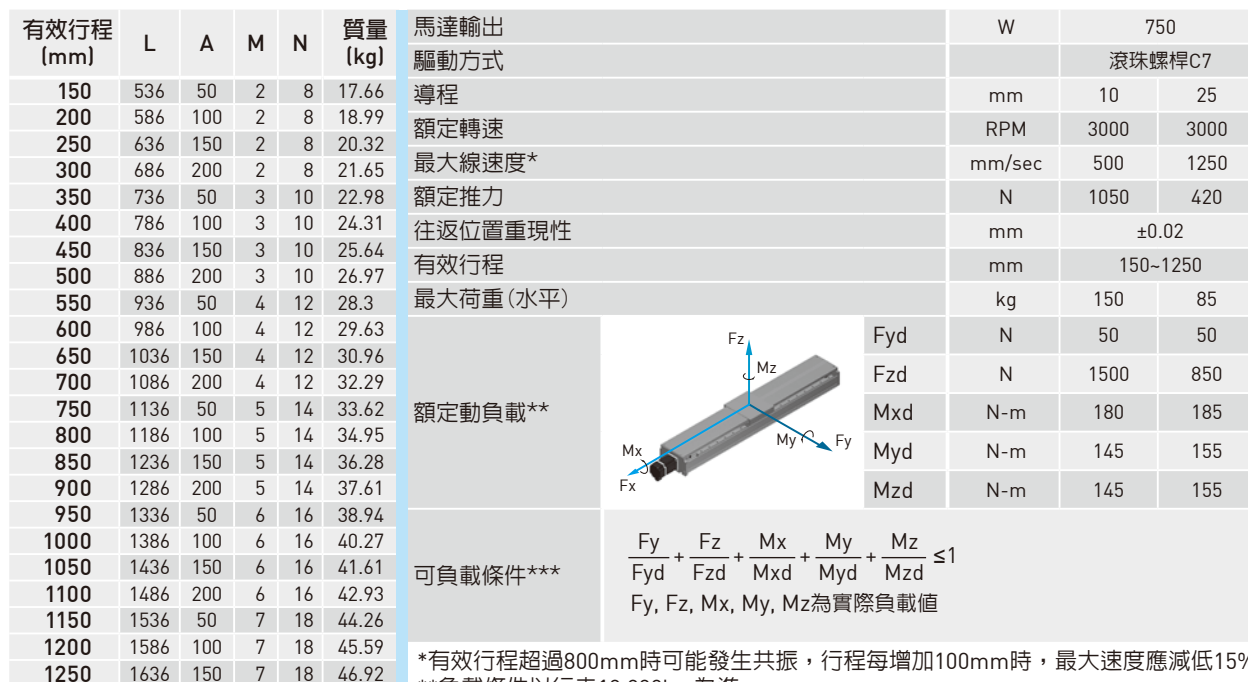 有效行程 (mm) L A M N 質量 (kg)
150 536 50 2 8 17.66
200 586 100 2 8 18.99
250 636 150 2 8 20.32
300 686 200 2 8 21.65
350 736 50 3 10 22.98
400 786 100 3 10 24.31
450 836 150 3 10 25.64
500 886 200 3 10 26.97
550 936 50 4 12 28.3
600 986 100 4 12 29.63
650 1036 150 4 12 30.96
700 1086 200 4 12 32.29
750 1136 50 5 14 33.62
800 1186 100 5 14 34.95
850 1236 150 5 14 36.28
900 1286 200 5 14 37.61
950 1336 50 6 16 38.94
1000 1386 100 6 16 40.27
1050 1436 150 6 16 41.61
1100 1486 200 6 16 42.93
1150 1536 50 7 18 44.26
1200 1586 100 7 18 45.59
1250 1636 150 7 18 46.92
馬達輸出 W 750
驅動方式 滾珠螺桿C7
導程 mm 10 25
額定轉速 RPM 3000 3000
最大線速度* mm/sec 500 1250
額定推力 N 1050 420
往返位置重現性 mm ±0.02
有效行程 mm 150~1250
最大荷重(水平) kg 150 85
額定動負載**
Fz
Mz
My
Fy
Mx
Fx
Fyd N 50 50
Fzd N 1500 850
Mxd N-m 180 185
Myd N-m 145 155
Mzd N-m 145 155
可負載條件***
Fy/Fyd + Fz/Fzd + Mx/Mxd + My/Myd + Mz/Mzd ≤1
Fy, Fz, Mx, My, Mz為實際負載值
*有效行程超過800mm時可能發生共振，行程每增加100mm時，最大速度應減低15%